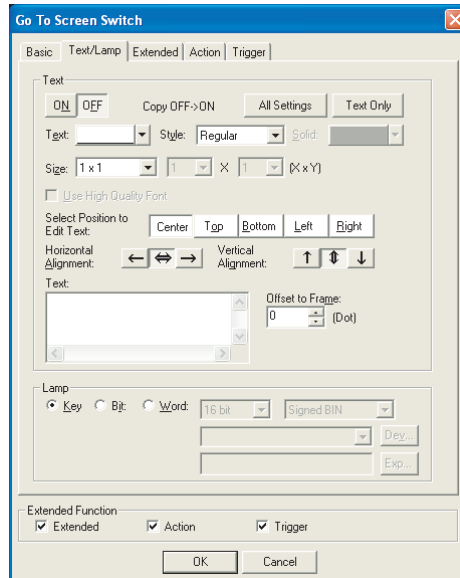 Go To Screen Switch
Basic Text/Lamp Extended Action Trigger
Text
ON OFF Copy OFF->ON All Settings Text Only
Text: Style: Regular Solid:
Size: 1 x 1 1 X 1 (X x Y)
Use High Quality Font
Select Position to
Edit Text: Center Top Bottom Left Right
Horizontal
Alignment: Vertical
Alignment:
Text:
Offset to Frame:
0 (Dot)
Lamp
Key Bit: Word: 16 bit Signed BIN
Dev...
Exp...
Extended Function
Extended Action Trigger
OK Cancel